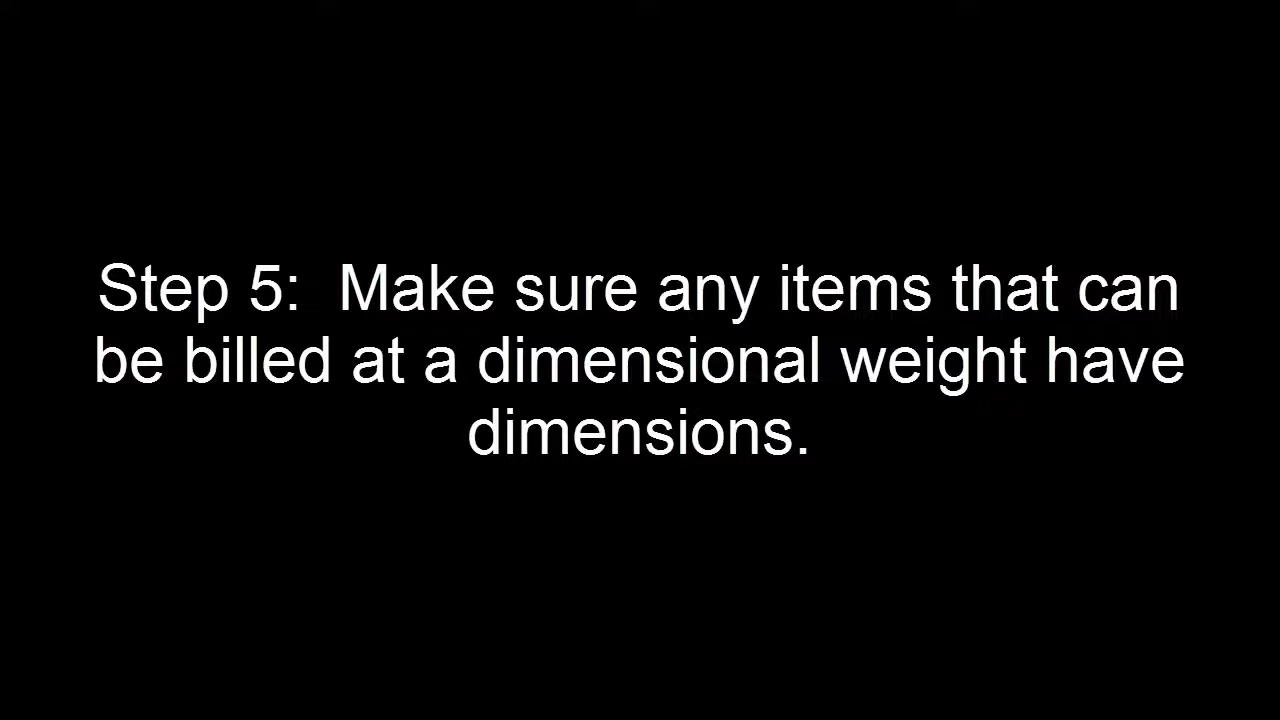 Step 5:  Make sure any items that can
be billed at a dimensional weight have
dimensions.